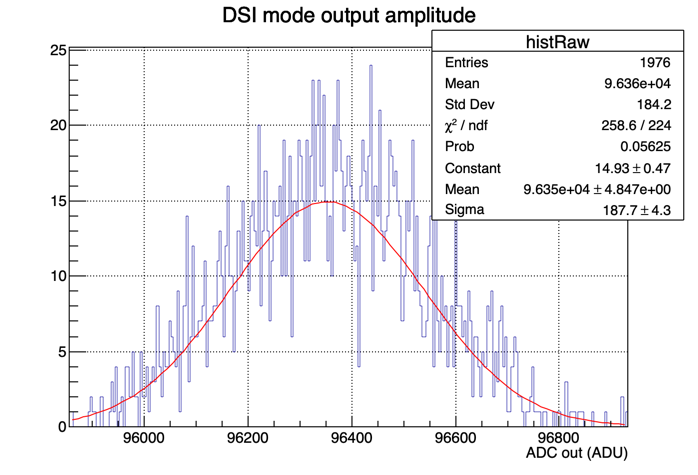 DSI mode output amplitude
histRaw
Entries 1976
Mean 9.636e+04
Std Dev 184.2
χ² / ndf 258.6 / 224
Prob 0.05625
Constant 14.93 ± 0.47
Mean 9.635e+04 ± 4.847e+00
Sigma 187.7 ± 4.3
25
20
15
10
5
0
96000 96200 96400 96600 96800
ADC out (ADU)